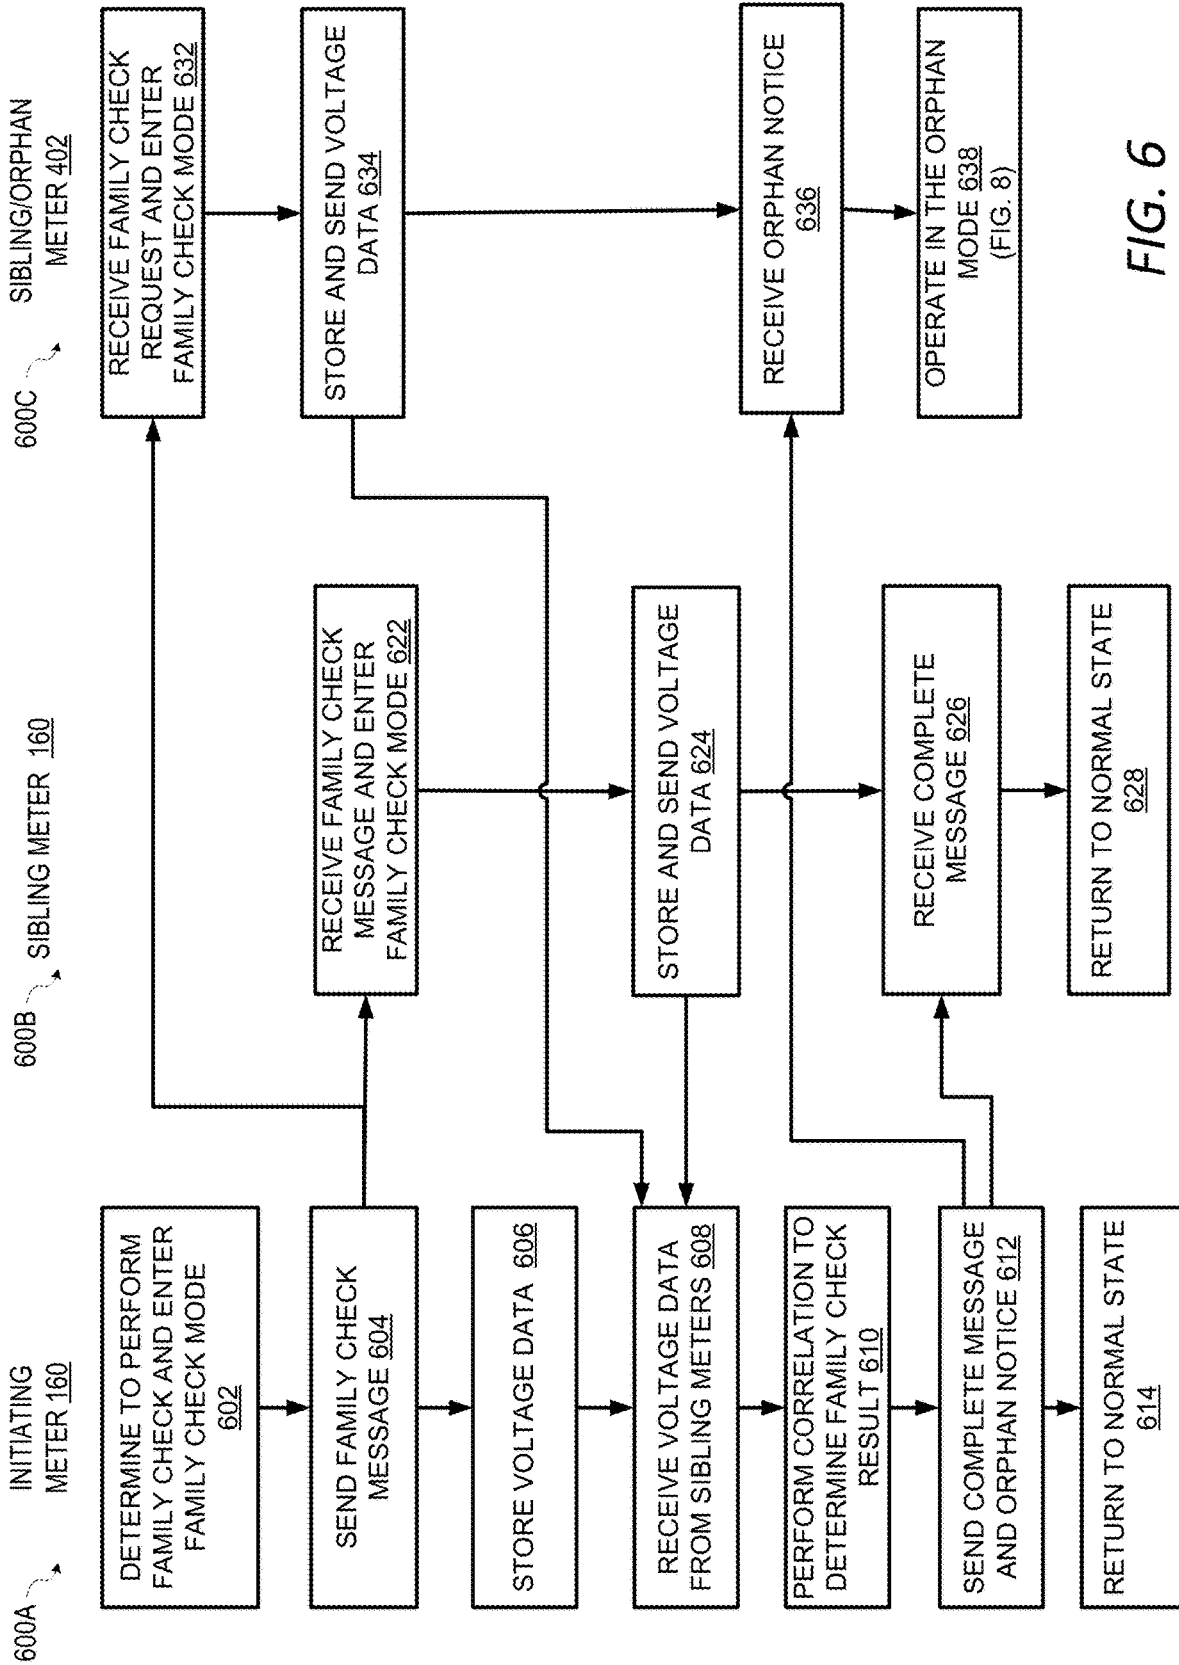 600A
INITIATING
METER 160
DETERMINE TO PERFORM
FAMILY CHECK AND ENTER
FAMILY CHECK MODE
602
SEND FAMILY CHECK
MESSAGE 604
STORE VOLTAGE DATA 606
RECEIVE VOLTAGE DATA
FROM SIBLING METERS 608
PERFORM CORRELATION TO
DETERMINE FAMILY CHECK
RESULT 610
SEND COMPLETE MESSAGE
AND ORPHAN NOTICE 612
RETURN TO NORMAL STATE
614
600B
SIBLING METER 160
RECEIVE FAMILY CHECK
MESSAGE AND ENTER
FAMILY CHECK MODE 622
STORE AND SEND VOLTAGE
DATA 624
RECEIVE COMPLETE
MESSAGE 626
RETURN TO NORMAL STATE
628
600C
SIBLING/ORPHAN
METER 402
RECEIVE FAMILY CHECK
REQUEST AND ENTER
FAMILY CHECK MODE 632
STORE AND SEND VOLTAGE
DATA 634
RECEIVE ORPHAN NOTICE
636
OPERATE IN THE ORPHAN
MODE 638
(FIG. 8)
FIG. 6